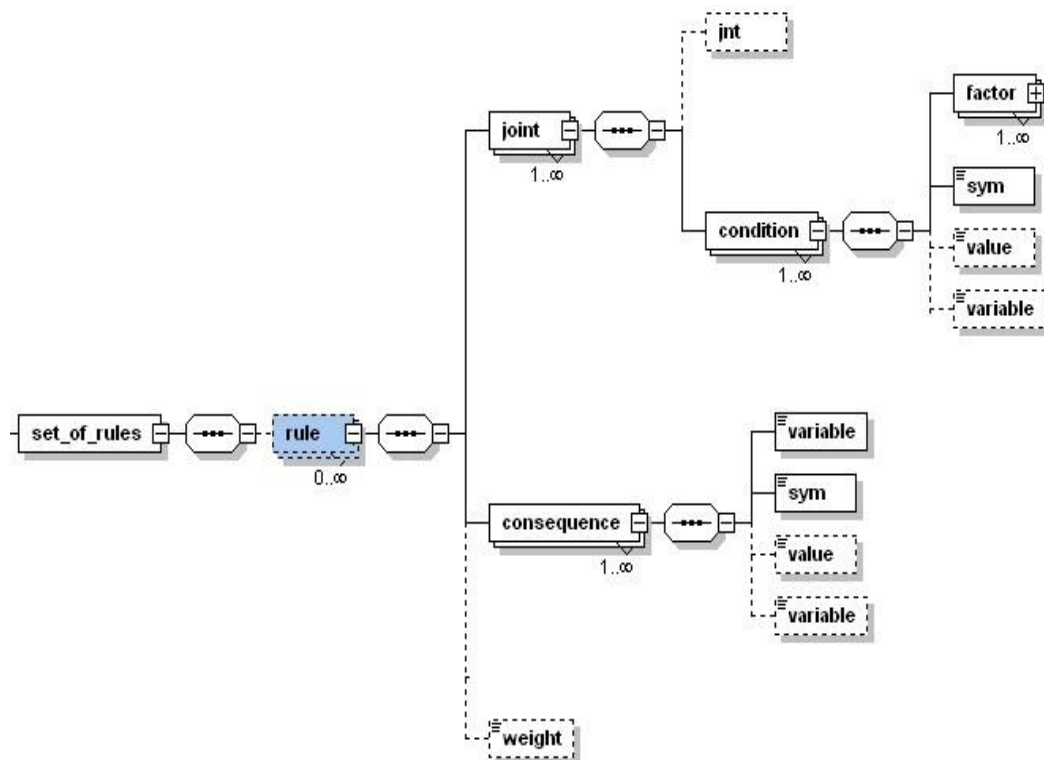 jnt
factor
joint
1..∞
1..∞
sym
condition
value
1..∞
variable
set_of_rules
rule
variable
0..∞
sym
consequence
value
1..∞
variable
weight